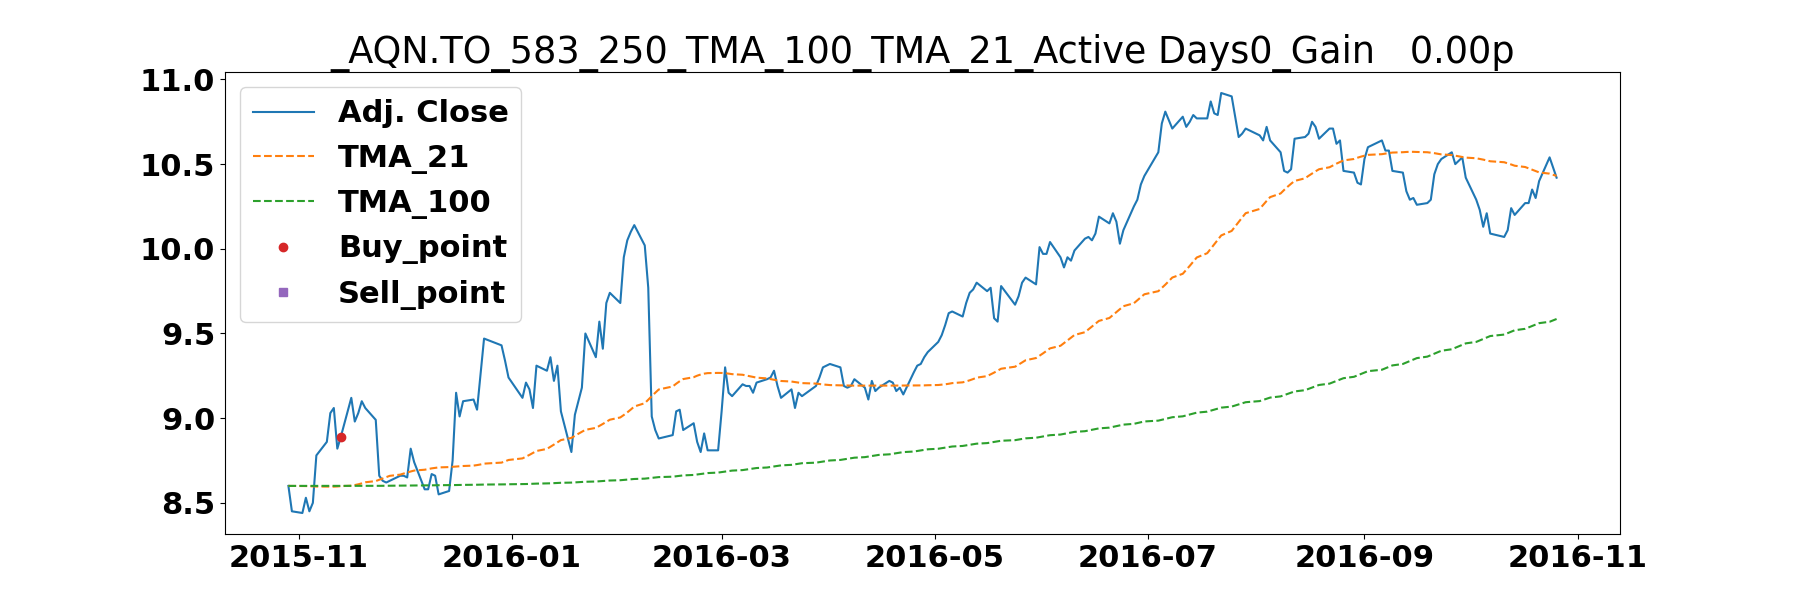 _AQN.TO_583_250_TMA_100_TMA_21_Active Days0_Gain   0.00p
11.0
10.5
10.0
9.5
9.0
8.5
Adj. Close
TMA_21
TMA_100
Buy_point
Sell_point
2015-11 2016-01 2016-03 2016-05 2016-07 2016-09 2016-11